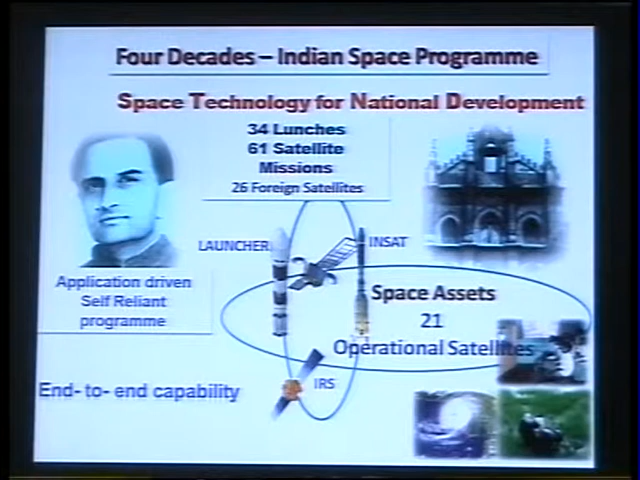 Four Decades – Indian Space Programme
Space Technology for National Development
34 Lunches
61 Satellite
Missions
26 Foreign Satellites
LAUNCHER
INSAT
Application driven
Self Reliant
programme
Space Assets
21
Operational Satellites
IRS
End- to- end capability